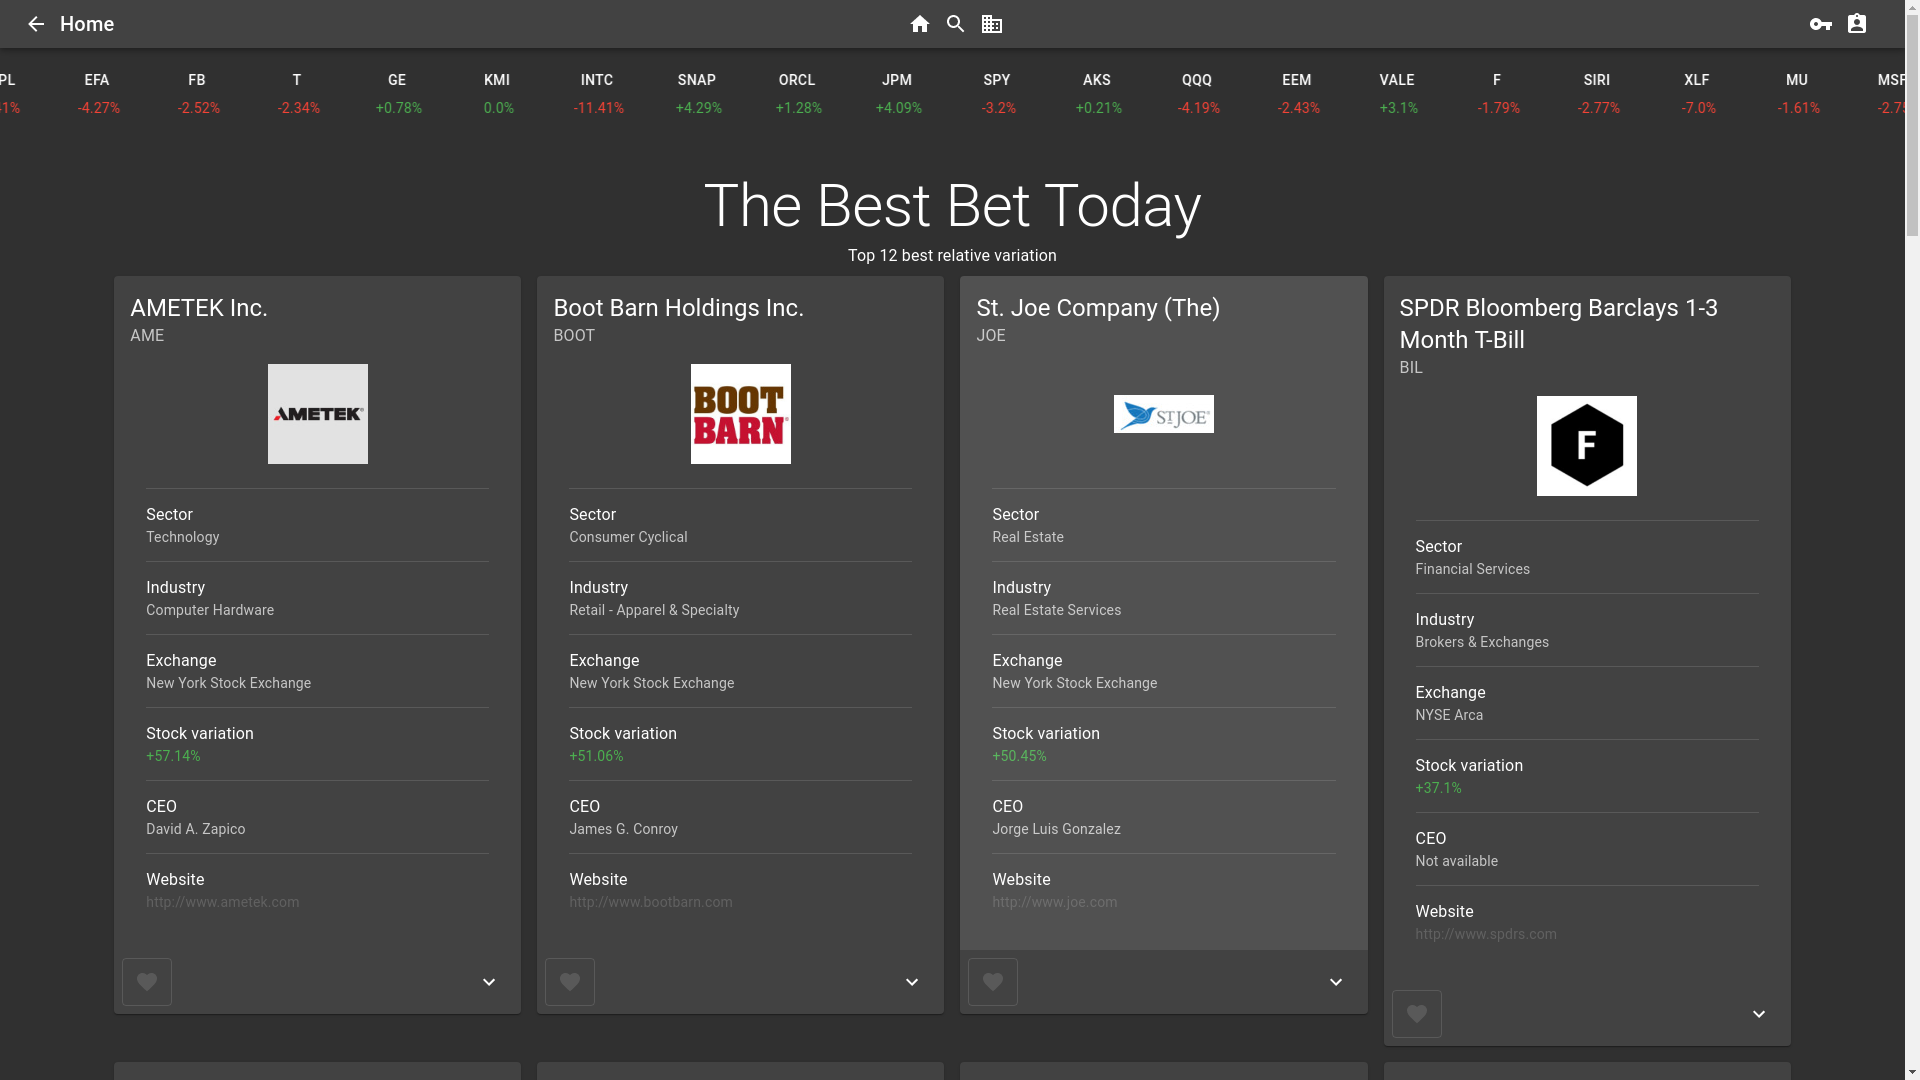 Home
PL EFA FB T GE KMI INTC SNAP ORCL JPM SPY AKS QQQ EEM VALE F SIRI XLF MU MSF
41% -4.27% -2.52% -2.34% +0.78% 0.0% -11.41% +4.29% +1.28% +4.09% -3.2% +0.21% -4.19% -2.43% +3.1% -1.79% -2.77% -7.0% -1.61% -2.75
The Best Bet Today
Top 12 best relative variation
AMETEK Inc.
AME
AMETEK
Sector
Technology
Industry
Computer Hardware
Exchange
New York Stock Exchange
Stock variation
+57.14%
CEO
David A. Zapico
Website
http://www.ametek.com
Boot Barn Holdings Inc.
BOOT
BOOT
BARN
Sector
Consumer Cyclical
Industry
Retail - Apparel & Specialty
Exchange
New York Stock Exchange
Stock variation
+51.06%
CEO
James G. Conroy
Website
http://www.bootbarn.com
St. Joe Company (The)
JOE
ST JOE
Sector
Real Estate
Industry
Real Estate Services
Exchange
New York Stock Exchange
Stock variation
+50.45%
CEO
Jorge Luis Gonzalez
Website
http://www.joe.com
SPDR Bloomberg Barclays 1-3
Month T-Bill
BIL
F
Sector
Financial Services
Industry
Brokers & Exchanges
Exchange
NYSE Arca
Stock variation
+37.1%
CEO
Not available
Website
http://www.spdrs.com